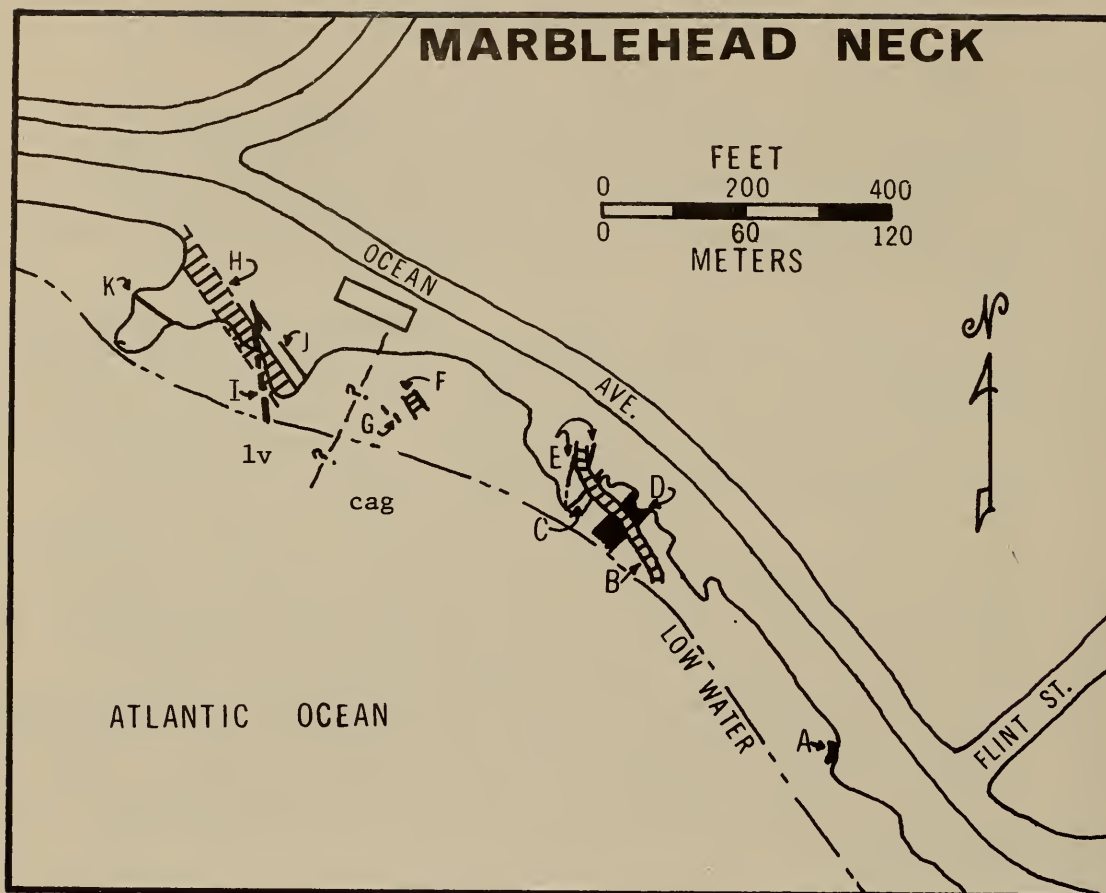 MARBLEHEAD NECK
FEET
0 200 400
0 60 120
METERS
OCEAN AVE.
N
H
K
J
I
F
G
lv
cag
E
D
C
B
LOW WATER
ATLANTIC OCEAN
A
FLINT ST.
?
?